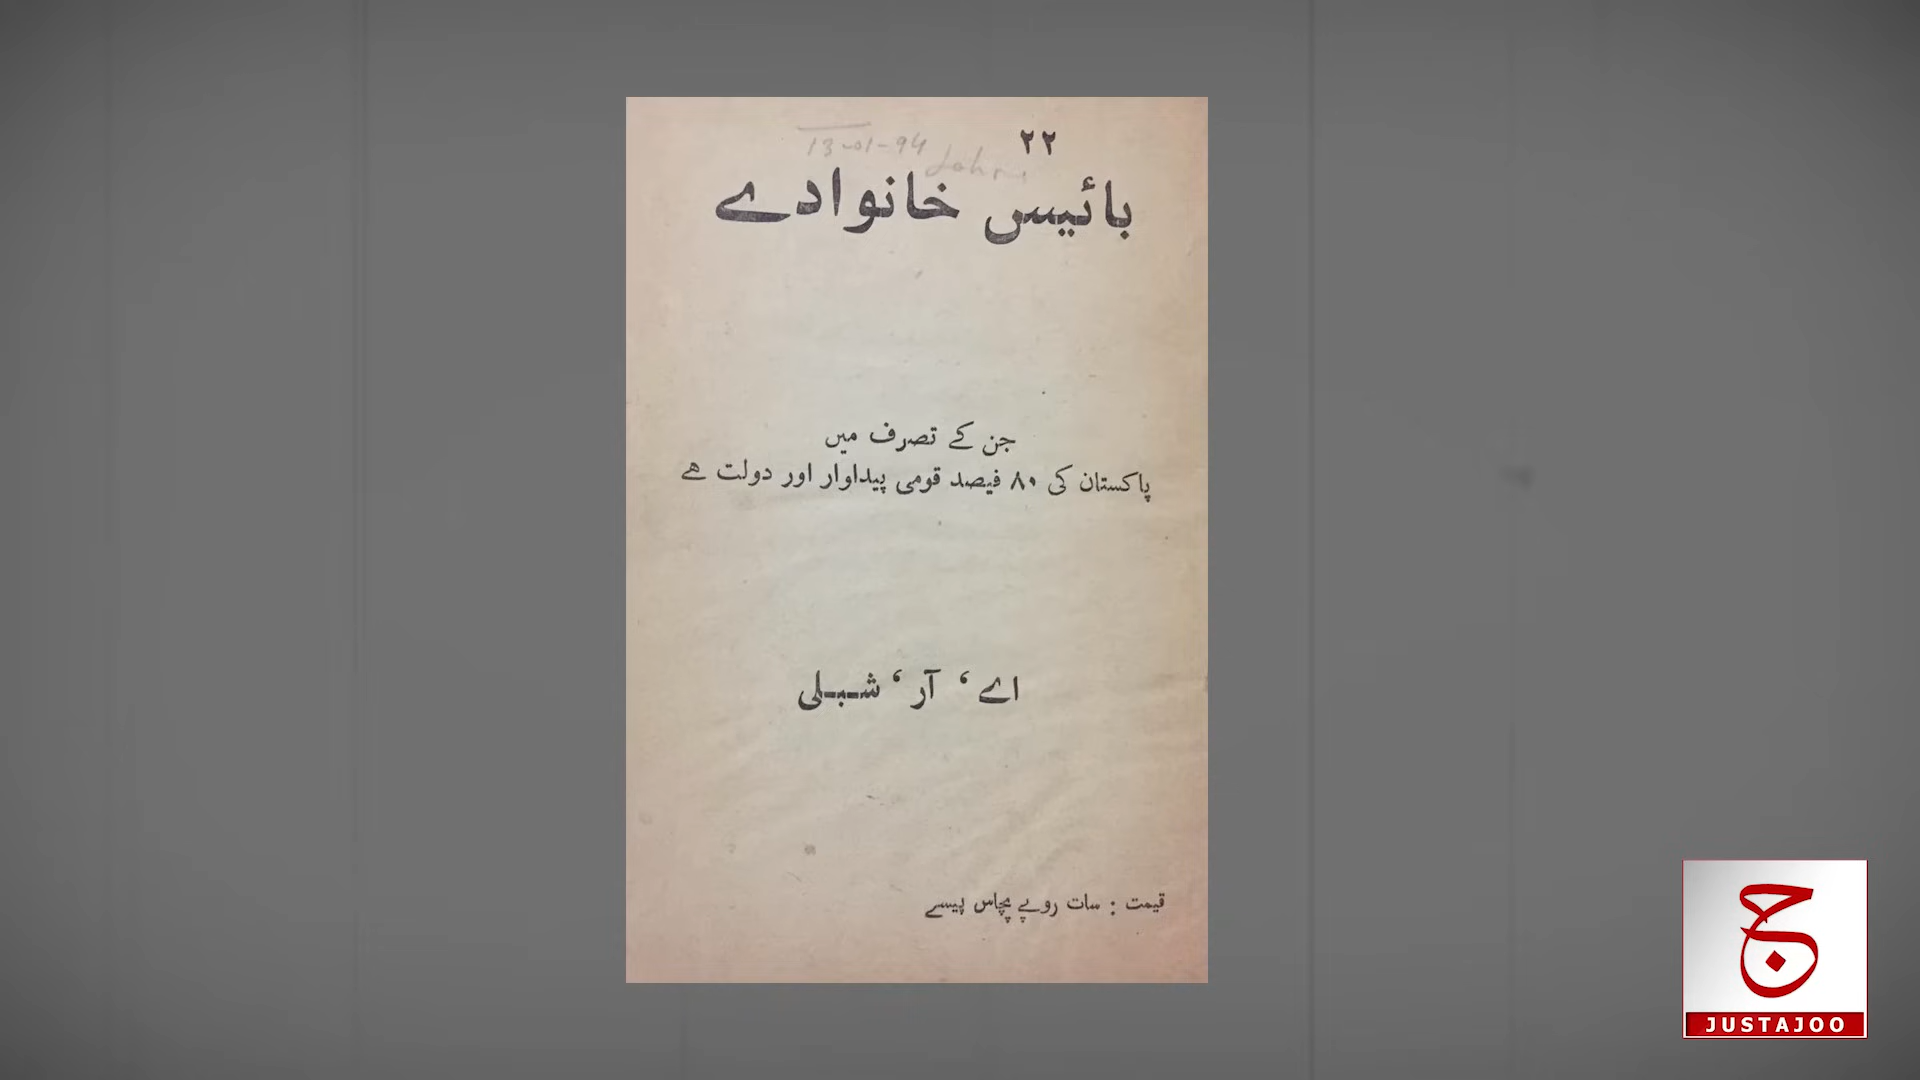 ۲۲
13-01-94
بائیس خانوادے
جن کے تصرف میں
پاکستان کی ۸۰ فیصد قومی پیداوار اور دولت ہے
اے ، آر ، شبلی
قیمت : سات روپے پچاس پیسے
ج
JUSTAJOO